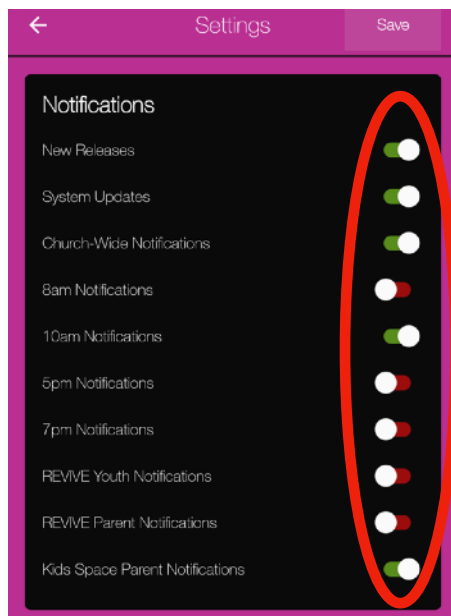 Settings
Save
Notifications
New Releases
System Updates
Church-Wide Notifications
8am Notifications
10am Notifications
5pm Notifications
7pm Notifications
REVIVE Youth Notifications
REVIVE Parent Notifications
Kids Space Parent Notifications